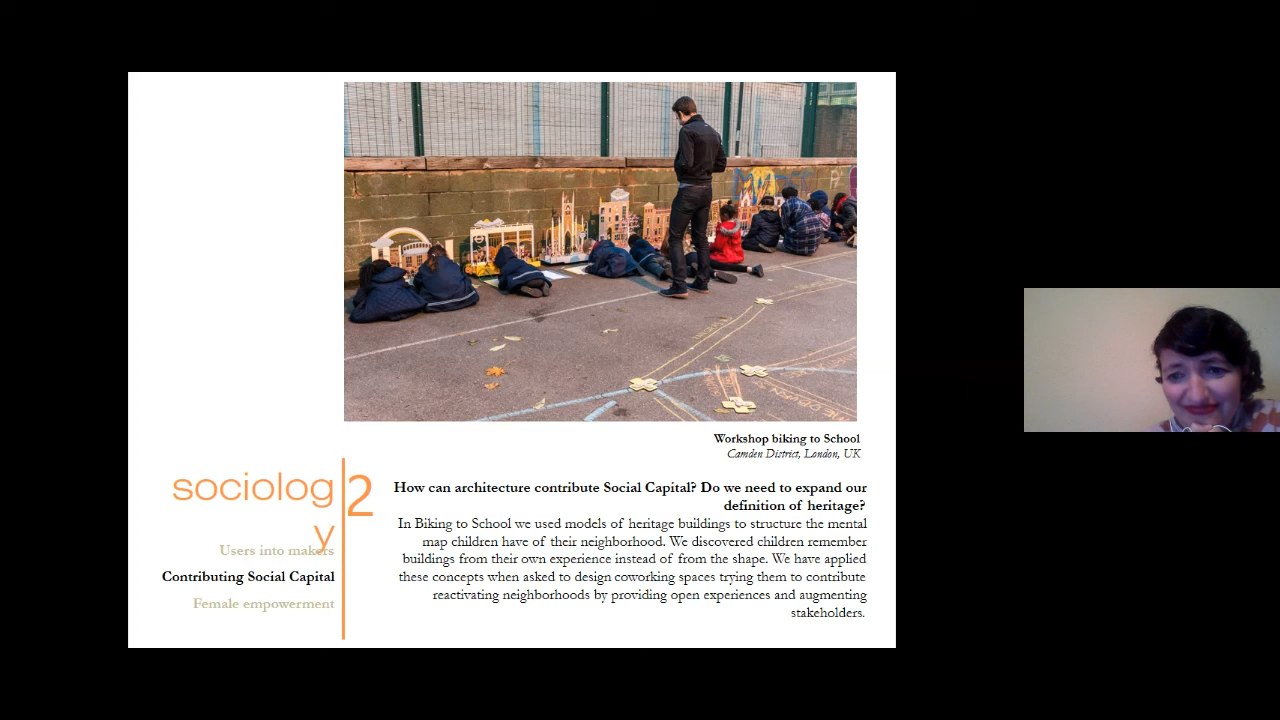 Workshop biking to School
Camden District, London, UK
sociolog
y
2
Users into makers
Contributing Social Capital
Female empowerment
How can architecture contribute Social Capital? Do we need to expand our
definition of heritage?
In Biking to School we used models of heritage buildings to structure the mental
map children have of their neighborhood. We discovered children remember
buildings from their own experience instead of from the shape. We have applied
these concepts when asked to design coworking spaces trying them to contribute
reactivating neighborhoods by providing open experiences and augmenting
stakeholders.